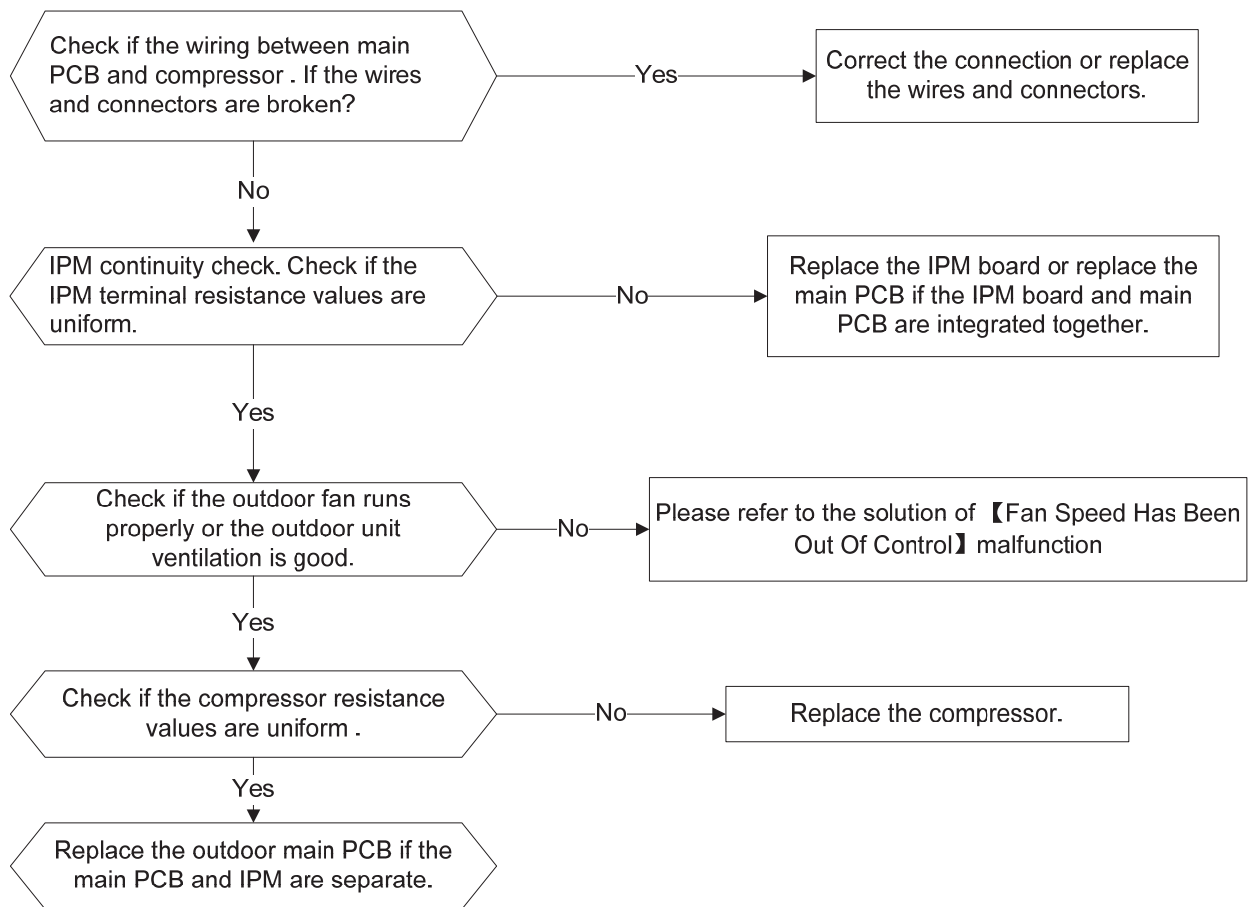 Check if the wiring between main
PCB and compressor . If the wires
and connectors are broken?
Yes
Correct the connection or replace
the wires and connectors.
No
IPM continuity check. Check if the
IPM terminal resistance values are
uniform.
No
Replace the IPM board or replace the
main PCB if the IPM board and main
PCB are integrated together.
Yes
Check if the outdoor fan runs
properly or the outdoor unit
ventilation is good.
No
Please refer to the solution of 【Fan Speed Has Been
Out Of Control】 malfunction
Yes
Check if the compressor resistance
values are uniform .
No
Replace the compressor.
Yes
Replace the outdoor main PCB if the
main PCB and IPM are separate.